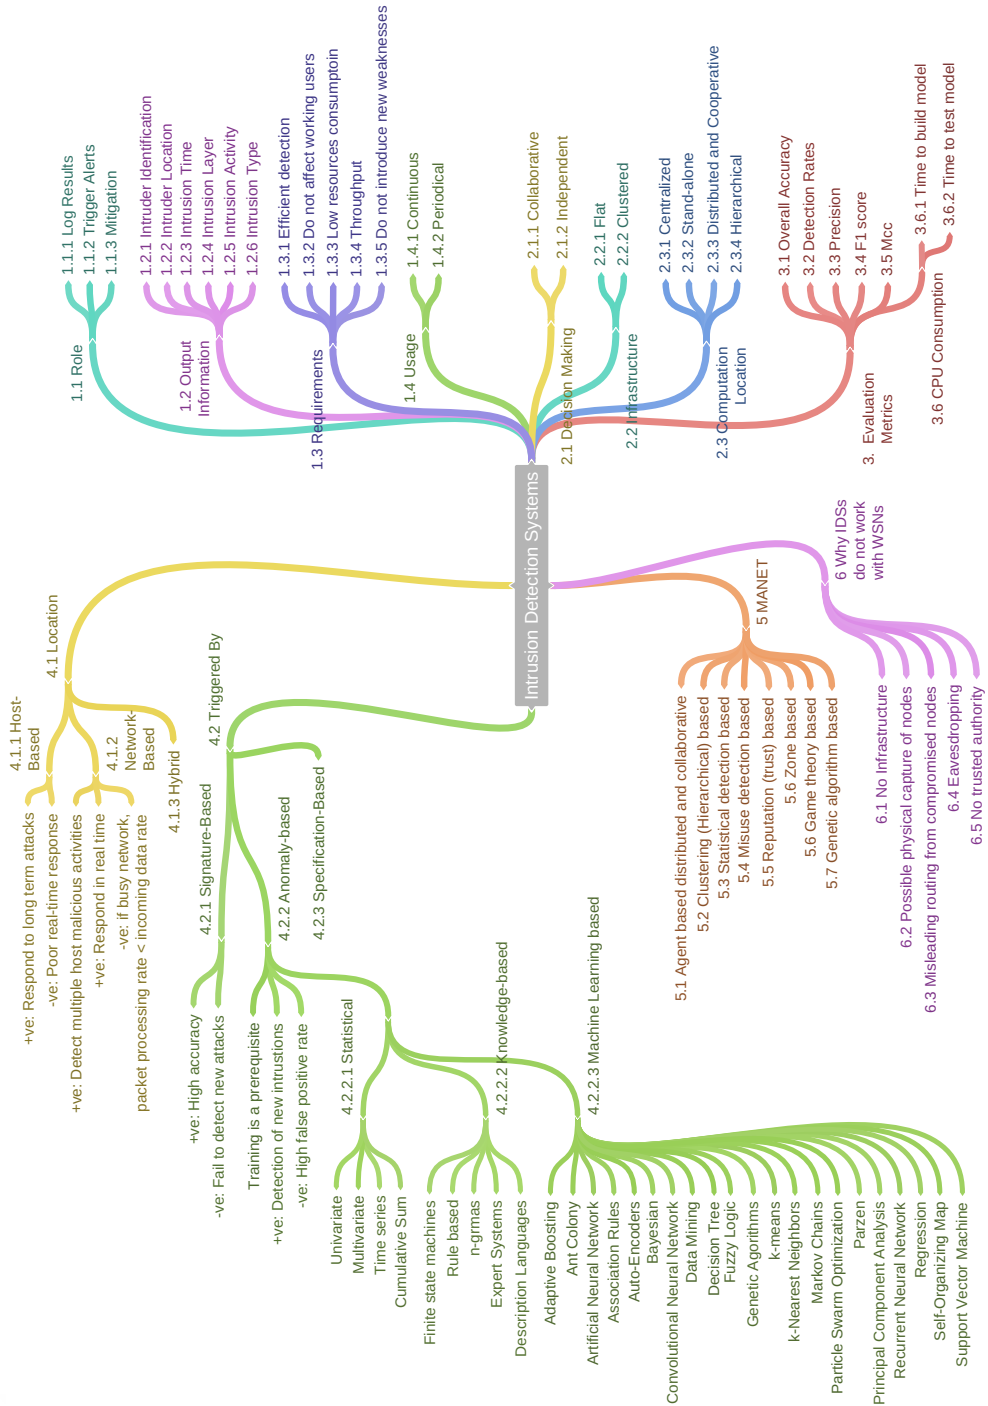 Intrusion Detection Systems
1.1 Role
1.1.1 Log Results
1.1.2 Trigger Alerts
1.1.3 Mitigation
1.2 Output
Information
1.2.1 Intruder Identification
1.2.2 Intruder Location
1.2.3 Intrusion Time
1.2.4 Intrusion Layer
1.2.5 Intrusion Activity
1.2.6 Intrusion Type
1.3 Requirements
1.3.1 Efficient detection
1.3.2 Do not affect working users
1.3.3 Low resources consumptoin
1.3.4 Throughput
1.3.5 Do not introduce new weaknesses
1.4 Usage
1.4.1 Continuous
1.4.2 Periodical
2.1 Decision Making
2.1.1 Collaborative
2.1.2 Independent
2.2 Infrastructure
2.2.1 Flat
2.2.2 Clustered
2.3 Computation
Location
2.3.1 Centralized
2.3.2 Stand-alone
2.3.3 Distributed and Cooperative
2.3.4 Hierarchical
3. Evaluation
Metrics
3.1 Overall Accuracy
3.2 Detection Rates
3.3 Precision
3.4 F1 score
3.5 Mcc
3.6 CPU Consumption
3.6.1 Time to build model
3.6.2 Time to test model
4.1 Location
4.1.1 Host-
Based
+ve: Respond to long term attacks
-ve: Poor real-time response
4.1.2
Network-
Based
+ve: Detect multiple host malicious activities
+ve: Respond in real time
-ve: if busy network,
packet processing rate < incoming data rate
4.1.3 Hybrid
4.2 Triggered By
4.2.1 Signature-Based
+ve: High accuracy
-ve: Fail to detect new attacks
4.2.2 Anomaly-based
Training is a prerequisite
+ve: Detection of new intrustions
-ve: High false positive rate
4.2.2.1 Statistical
Univariate
Multivariate
Time series
Cumulative Sum
4.2.2.2 Knowledge-based
Finite state machines
Rule based
n-grmas
Expert Systems
Description Languages
4.2.2.3 Machine Learning based
Adaptive Boosting
Ant Colony
Artificial Neural Network
Association Rules
Auto-Encoders
Bayesian
Convolutional Neural Network
Data Mining
Decision Tree
Fuzzy Logic
Genetic Agorithms
k-means
k-Nearest Neighbors
Markov Chains
Particle Swarm Optimization
Parzen
Principal Component Analysis
Recurrent Neural Network
Regression
Self-Organizing Map
Support Vector Machine
4.2.3 Specification-Based
5 MANET
5.1 Agent based distributed and collaborative
5.2 Clustering (Hierarchical) based
5.3 Statistical detection based
5.4 Misuse detection based
5.5 Reputation (trust) based
5.6 Zone based
5.6 Game theory based
5.7 Genetic algorithm based
6 Why IDSs
do not work
with WSNs
6.1 No Infrastructure
6.2 Possible physical capture of nodes
6.3 Misleading routing from compromised nodes
6.4 Eavesdropping
6.5 No trusted authority